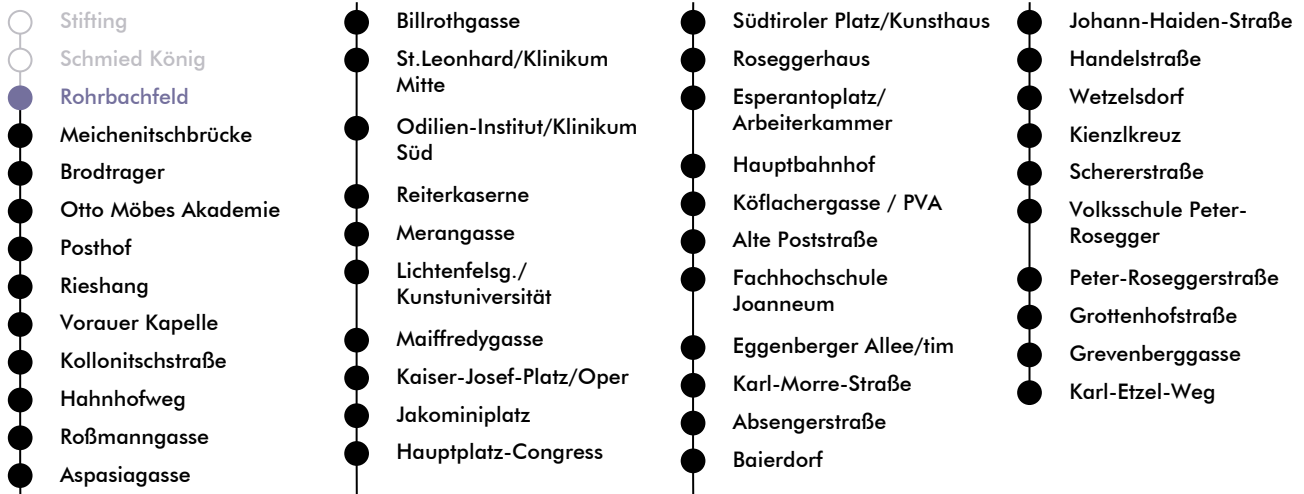 Stifting
Schmied König
Rohrbachfeld
Meichenitschbrücke
Brodtrager
Otto Möbes Akademie
Posthof
Rieshang
Vorauer Kapelle
Kollonitschstraße
Hahnhofweg
Roßmanngasse
Aspasiagasse
Billrothgasse
St.Leonhard/Klinikum
Mitte
Odilien-Institut/Klinikum
Süd
Reiterkaserne
Merangasse
Lichtenfelsg./
Kunstuniversität
Maiffredygasse
Kaiser-Josef-Platz/Oper
Jakominiplatz
Hauptplatz-Congress
Südtiroler Platz/Kunsthaus
Roseggerhaus
Esperantoplatz/
Arbeiterkammer
Hauptbahnhof
Köflachergasse / PVA
Alte Poststraße
Fachhochschule
Joanneum
Eggenberger Allee/tim
Karl-Morre-Straße
Absengerstraße
Baierdorf
Johann-Haiden-Straße
Handelstraße
Wetzelsdorf
Kienzlkreuz
Schererstraße
Volksschule Peter-
Rosegger
Peter-Roseggerstraße
Grottenhofstraße
Grevenberggasse
Karl-Etzel-Weg